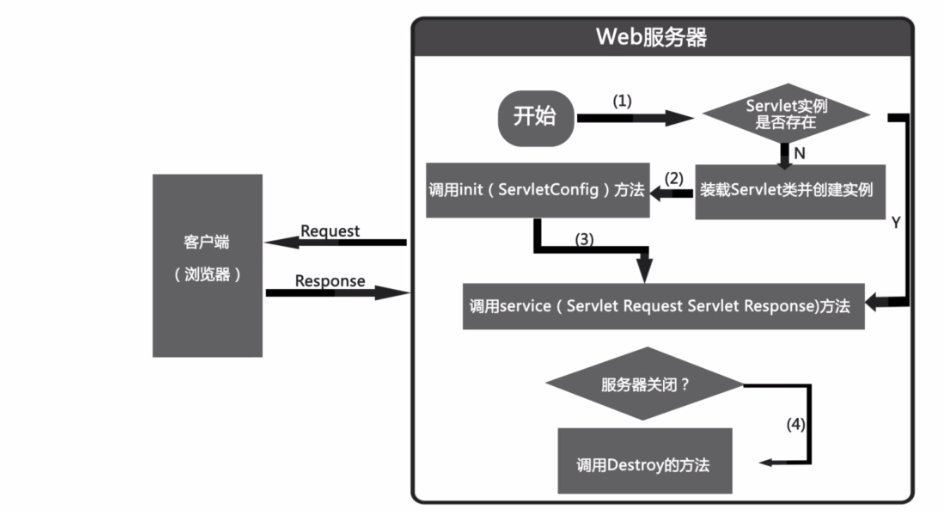 Web服务器
开始
(1)
Servlet实例
是否存在
N
Y
装载Servlet类并创建实例
(2)
调用init（ServletConfig）方法
(3)
调用service（Servlet Request Servlet Response)方法
服务器关闭？
(4)
调用Destroy的方法
客户端
（浏览器）
Request
Response